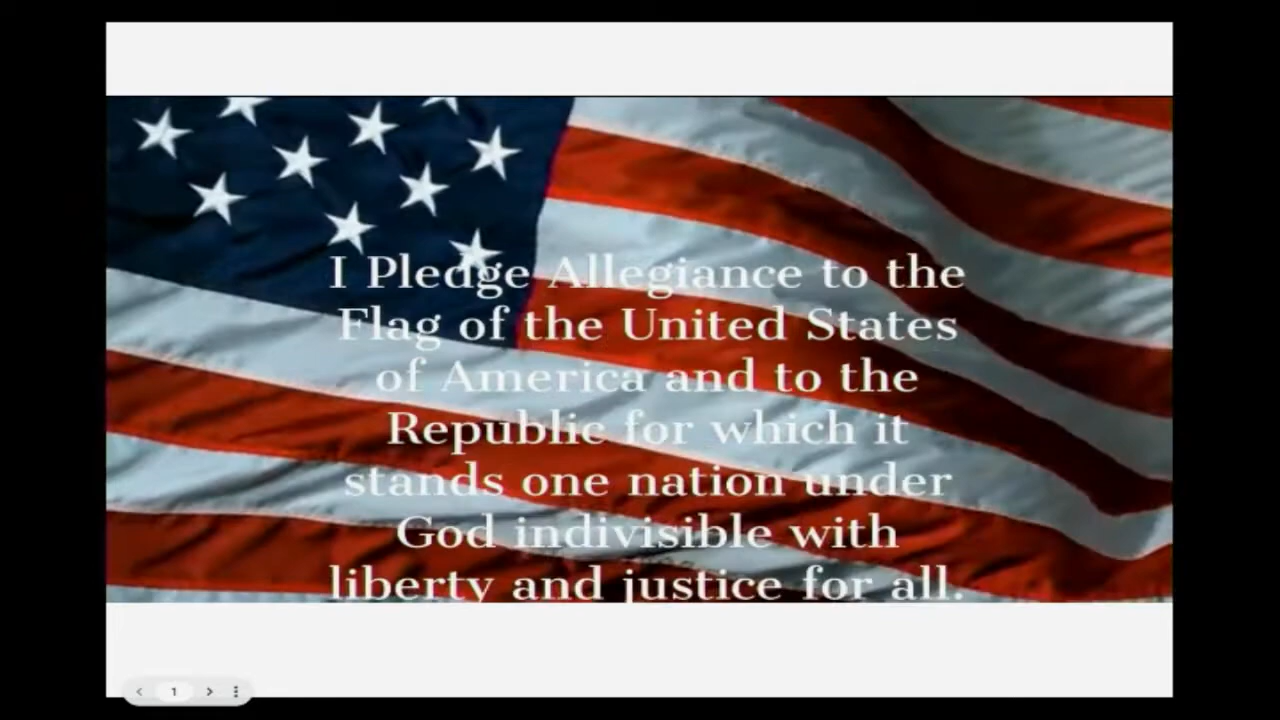 I Pledge Allegiance to the
Flag of the United States
of America and to the
Republic for which it
stands one nation under
God indivisible with
liberty and justice for all.
1